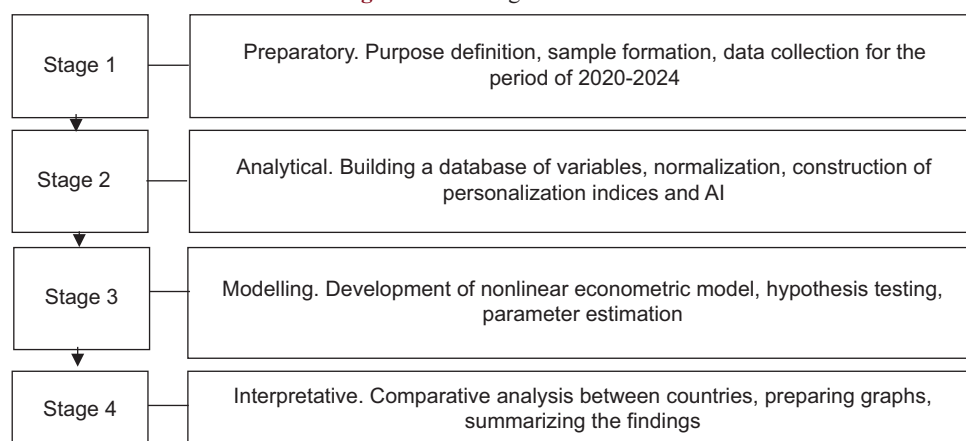 Stage 1
Preparatory. Purpose definition, sample formation, data collection for the
period of 2020-2024
Stage 2
Analytical. Building a database of variables, normalization, construction of
personalization indices and AI
Stage 3
Modelling. Development of nonlinear econometric model, hypothesis testing,
parameter estimation
Stage 4
Interpretative. Comparative analysis between countries, preparing graphs,
summarizing the findings